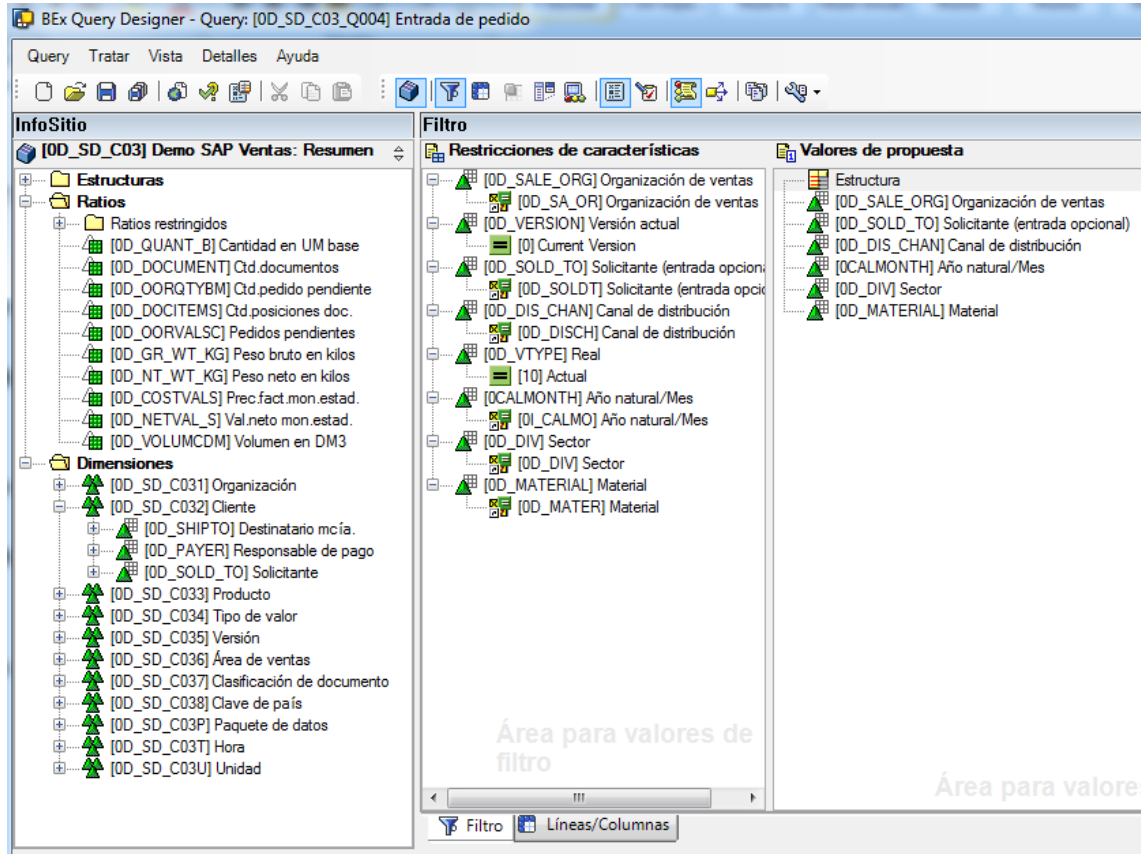 BEx Query Designer - Query: [0D_SD_C03_Q004] Entrada de pedido
Query Tratar Vista Detalles Ayuda
InfoSitio
[0D_SD_C03] Demo SAP Ventas: Resumen
Estructuras
Ratios
Ratios restringidos
[0D_QUANT_B] Cantidad en UM base
[0D_DOCUMENT] Ctd.documentos
[0D_OORQTYBM] Ctd.pedido pendiente
[0D_DOCITEMS] Ctd.posiciones doc.
[0D_OORVALSC] Pedidos pendientes
[0D_GR_WT_KG] Peso bruto en kilos
[0D_NT_WT_KG] Peso neto en kilos
[0D_COSTVALS] Prec.fact.mon.estad.
[0D_NETVAL_S] Val.neto mon.estad.
[0D_VOLUMCDM] Volumen en DM3
Dimensiones
[0D_SD_C031] Organización
[0D_SD_C032] Cliente
[0D_SHIPTO] Destinatario mcía.
[0D_PAYER] Responsable de pago
[0D_SOLD_TO] Solicitante
[0D_SD_C033] Producto
[0D_SD_C034] Tipo de valor
[0D_SD_C035] Versión
[0D_SD_C036] Área de ventas
[0D_SD_C037] Clasificación de documento
[0D_SD_C038] Clave de país
[0D_SD_C03P] Paquete de datos
[0D_SD_C03T] Hora
[0D_SD_C03U] Unidad
Filtro
Restricciones de características
[0D_SALE_ORG] Organización de ventas
[0D_SA_OR] Organización de ventas
[0D_VERSION] Versión actual
[0] Current Version
[0D_SOLD_TO] Solicitante (entrada opcion
[0D_SOLDT] Solicitante (entrada opcio
[0D_DIS_CHAN] Canal de distribución
[0D_DISCH] Canal de distribución
[0D_VTYPE] Real
[10] Actual
[0CALMONTH] Año natural/Mes
[0I_CALMO] Año natural/Mes
[0D_DIV] Sector
[0D_DIV] Sector
[0D_MATERIAL] Material
[0D_MATER] Material
Área para valores de
filtro
Valores de propuesta
Estructura
[0D_SALE_ORG] Organización de ventas
[0D_SOLD_TO] Solicitante (entrada opcional)
[0D_DIS_CHAN] Canal de distribución
[0CALMONTH] Año natural/Mes
[0D_DIV] Sector
[0D_MATERIAL] Material
Área para valore
Filtro
Líneas/Columnas